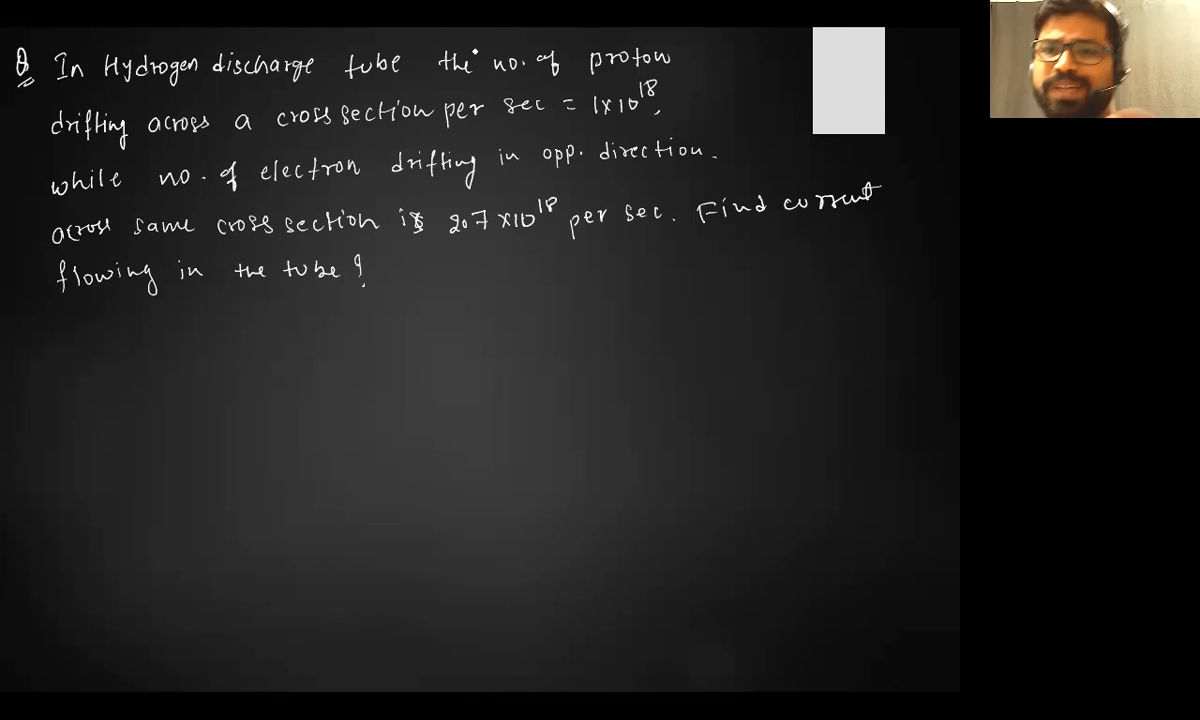 Q In Hydrogen discharge tube the no. of proton
drifting across a cross section per sec = 1×10^18,
while no. of electron drifting in opp. direction.
across same cross section is 2.7 ×10^18 per sec. Find current
flowing in the tube ?